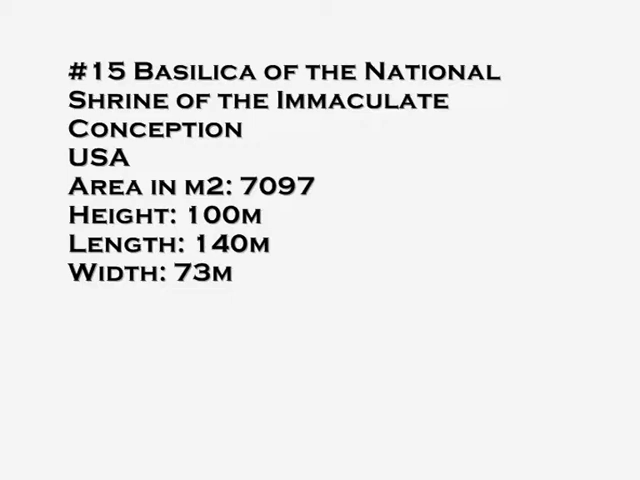 #15 Basilica of the National
Shrine of the Immaculate
Conception
USA
Area in m2: 7097
Height: 100m
Length: 140m
Width: 73m